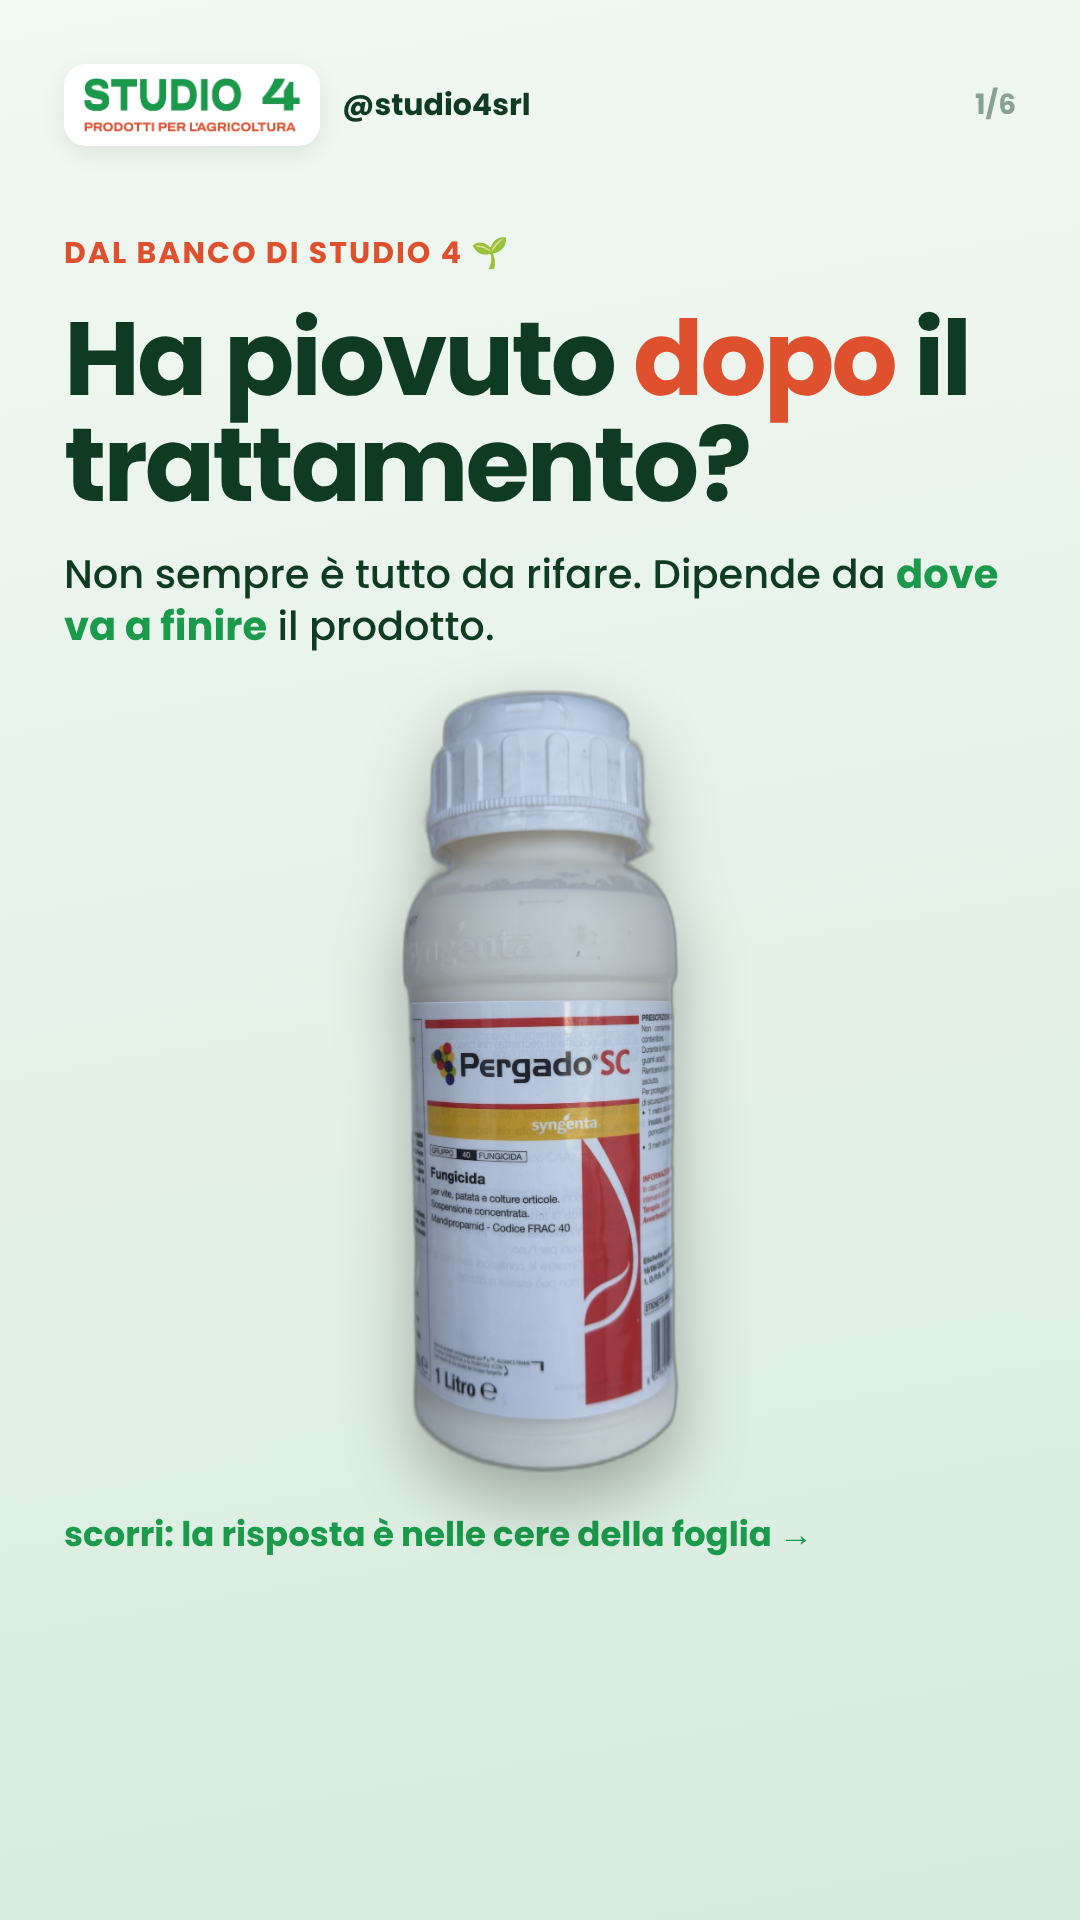 STUDIO 4
PRODOTTI PER L'AGRICOLTURA
@studio4srl
1/6
DAL BANCO DI STUDIO 4 🌱
Ha piovuto dopo il
trattamento?
Non sempre è tutto da rifare. Dipende da dove
va a finire il prodotto.
syngenta
Pergado® SC
syngenta
GRUPPO 40 FUNGICIDA
Fungicida
per vite, patata e colture orticole.
Sospensione concentrata.
Mandipropamid - Codice FRAC 40
1 Litro ℮
scorri: la risposta è nelle cere della foglia →